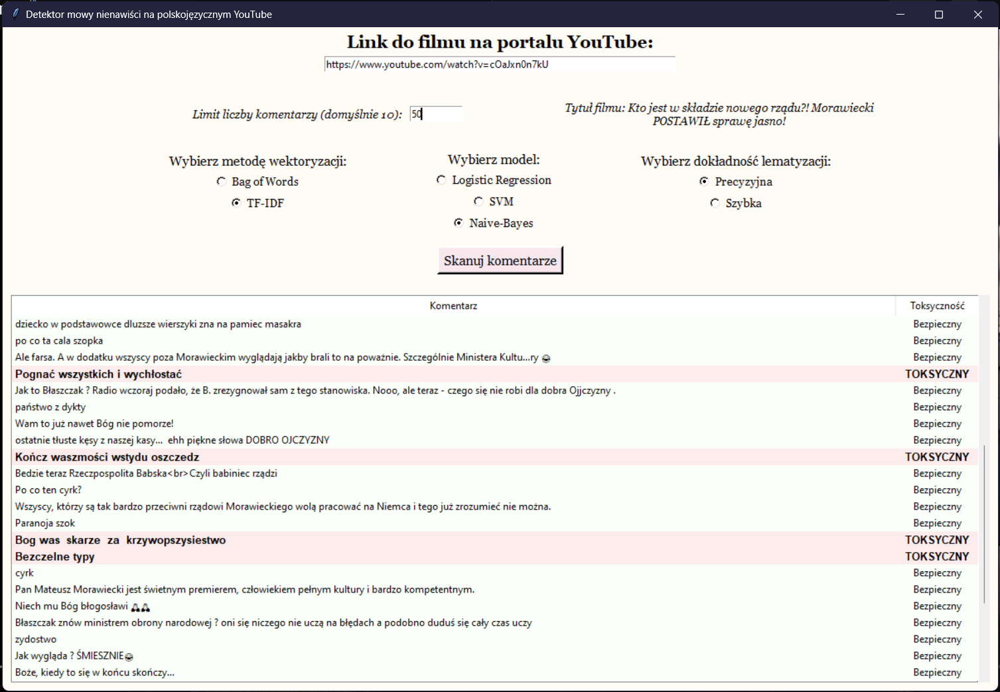 Detektor mowy nienawiści na polskojęzycznym YouTube
Link do filmu na portalu YouTube:
https://www.youtube.com/watch?v=cOaJxn0n7kU
Limit liczby komentarzy (domyślnie 10): 50
Tytuł filmu: Kto jest w składzie nowego rządu?! Morawiecki
POSTAWIŁ sprawę jasno!
Wybierz metodę wektoryzacji:
Bag of Words
TF-IDF
Wybierz model:
Logistic Regression
SVM
Naive-Bayes
Wybierz dokładność lematyzacji:
Precyzyjna
Szybka
Skanuj komentarze
Komentarz Toksyczność
dziecko w podstawowce dluzsze wierszyki zna na pamiec masakra Bezpieczny
po co ta cala szopka Bezpieczny
Ale farsa. A w dodatku wszyscy poza Morawieckim wyglądają jakby brali to na poważnie. Szczególnie Ministera Kultu...ry 😂 Bezpieczny
Pognać wszystkich i wychłostać TOKSYCZNY
Jak to Błaszczak ? Radio wczoraj podało, że B. zrezygnował sam z tego stanowiska. Nooo, ale teraz - czego się nie robi dla dobra Ojjczyzny . Bezpieczny
państwo z dykty Bezpieczny
Wam to już nawet Bóg nie pomorze! Bezpieczny
ostatnie tłuste kęsy z naszej kasy... ehh piękne słowa DOBRO OJCZYZNY Bezpieczny
Kończ waszmości wstydu oszczedz TOKSYCZNY
Bedzie teraz Rzeczpospolita Babska<br>Czyli babiniec rządzi Bezpieczny
Po co ten cyrk? Bezpieczny
Wszyscy, którzy są tak bardzo przeciwni rządowi Morawieckiego wolą pracować na Niemca i tego już zrozumieć nie można. Bezpieczny
Paranoja szok Bezpieczny
Bog was skarze za krzywopszysiestwo TOKSYCZNY
Bezczelne typy TOKSYCZNY
cyrk Bezpieczny
Pan Mateusz Morawiecki jest świetnym premierem, człowiekiem pełnym kultury i bardzo kompetentnym. Bezpieczny
Niech mu Bóg błogosławi Bezpieczny
Błaszczak znów ministrem obrony narodowej ? oni się niczego nie uczą na błędach a podobno duduś się cały czas uczy Bezpieczny
zydostwo Bezpieczny
Jak wygląda ? ŚMIESZNIE😂 Bezpieczny
Boże, kiedy to się w końcu skończy... Bezpieczny